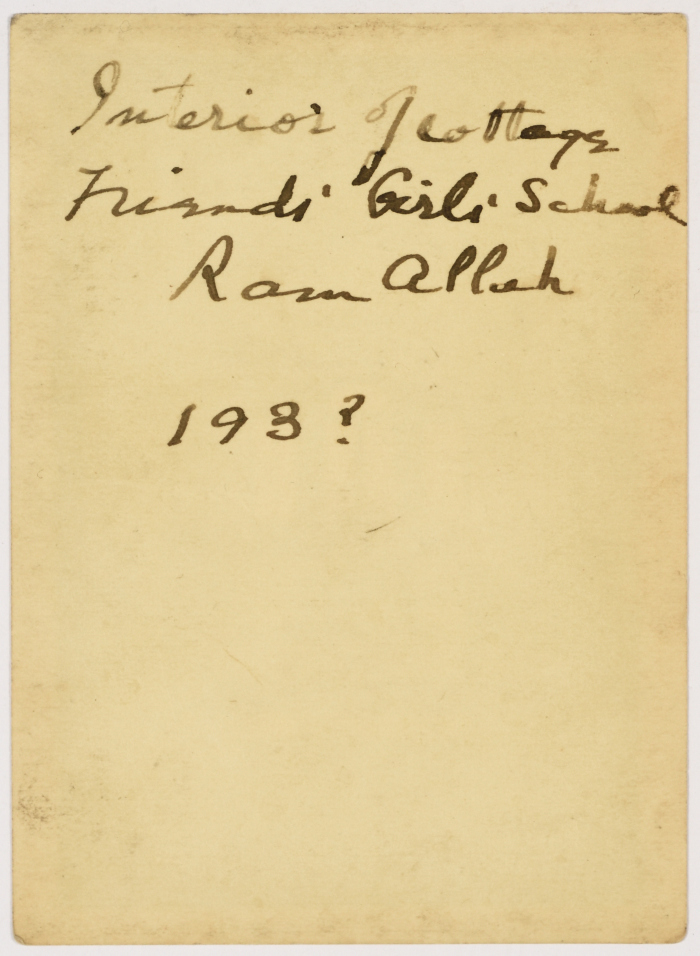 Interior of cottage
Friends' Girls' School
Ram Allah
193?